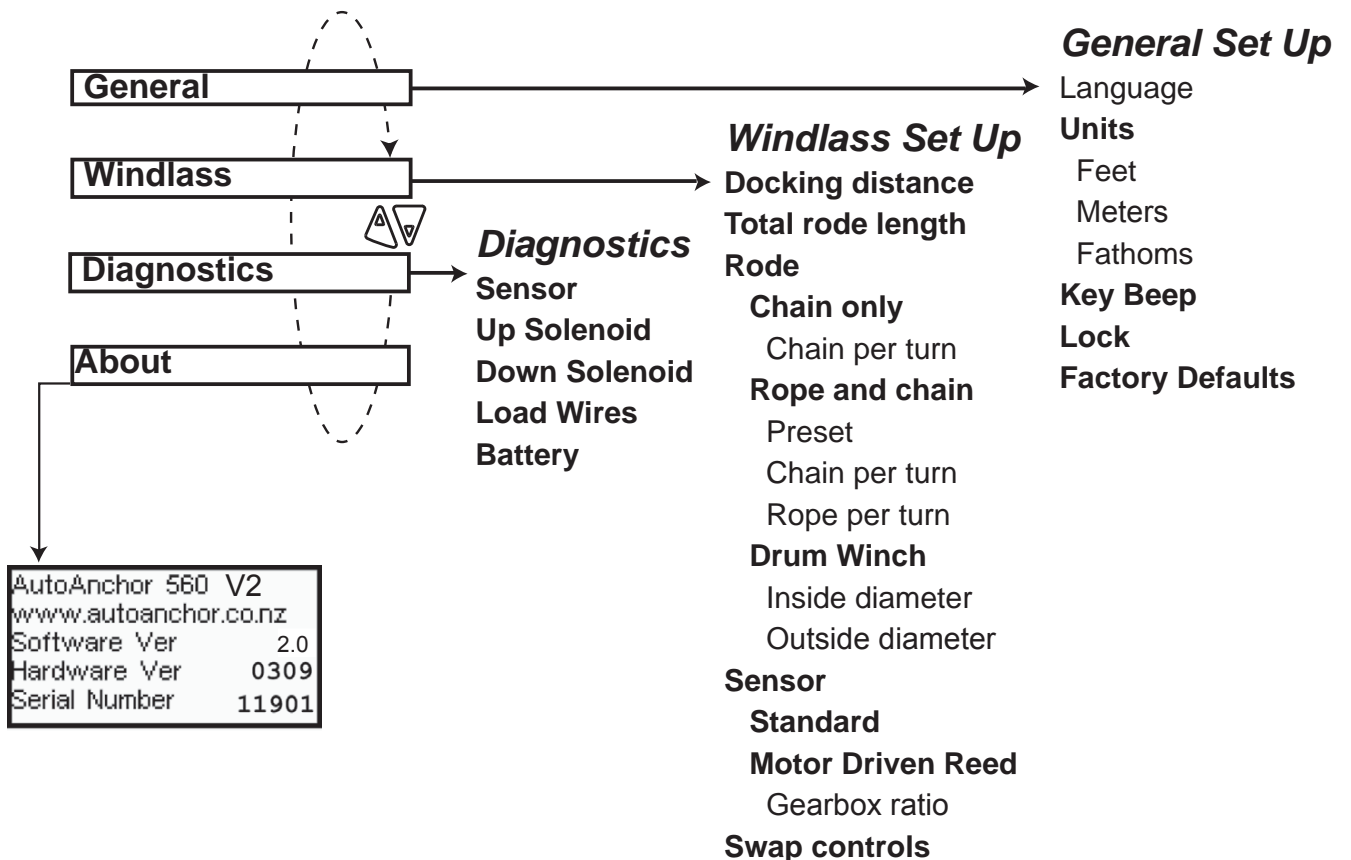 General
Windlass
Diagnostics
About
AutoAnchor 560 V2
www.autoanchor.co.nz
Software Ver 2.0
Hardware Ver 0309
Serial Number 11901
Diagnostics
Sensor
Up Solenoid
Down Solenoid
Load Wires
Battery
Windlass Set Up
Docking distance
Total rode length
Rode
Chain only
Chain per turn
Rope and chain
Preset
Chain per turn
Rope per turn
Drum Winch
Inside diameter
Outside diameter
Sensor
Standard
Motor Driven Reed
Gearbox ratio
Swap controls
General Set Up
Language
Units
Feet
Meters
Fathoms
Key Beep
Lock
Factory Defaults